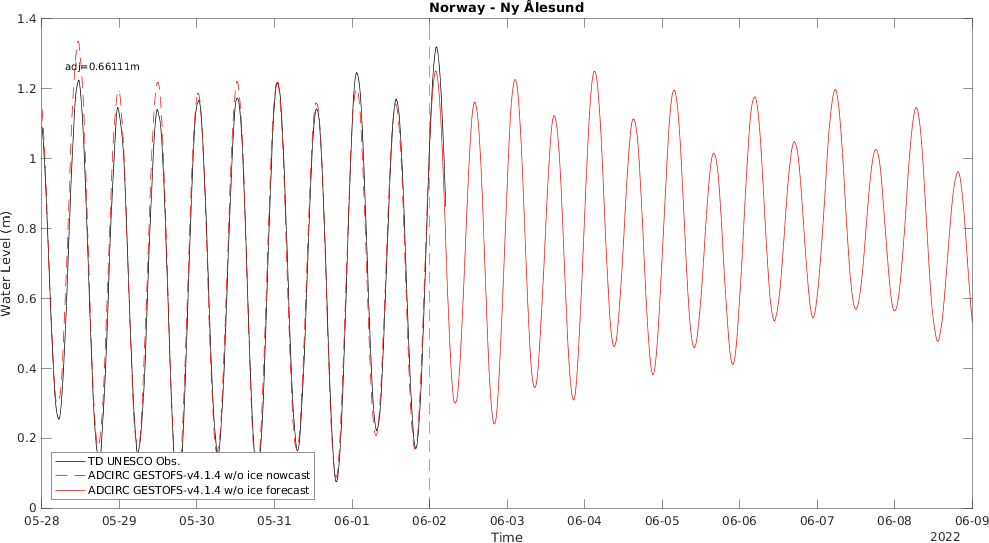 Norway - Ny Ålesund
1.4
1.2
1
0.8
0.6
0.4
0.2
0
Water Level (m)
adj=0.66111m
TD UNESCO Obs.
ADCIRC GESTOFS-v4.1.4 w/o ice nowcast
ADCIRC GESTOFS-v4.1.4 w/o ice forecast
05-28 05-29 05-30 05-31 06-01 06-02 06-03 06-04 06-05 06-06 06-07 06-08 06-09
Time
2022